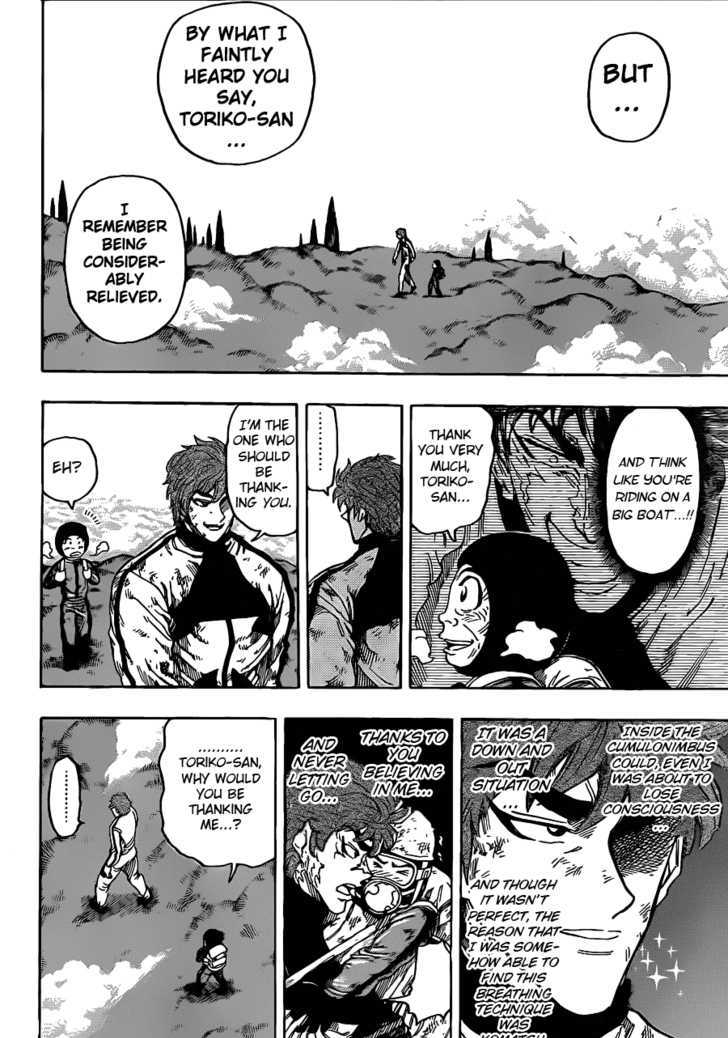 BUT
...
BY WHAT I
FAINTLY
HEARD YOU
SAY,
TORIKO-SAN
...
I
REMEMBER
BEING
CONSIDER-
ABLY
RELIEVED.
AND THINK
LIKE YOU'RE
RIDING ON A
BIG BOAT...!!
THANK
YOU VERY
MUCH,
TORIKO-
SAN...
.........
I'M THE
ONE WHO
SHOULD
BE
THANK-
ING YOU.
EH?
INSIDE THE
CUMULONIMBUS
COULD, EVEN I
WAS ABOUT TO
LOSE
CONSCIOUSNESS
...
IT WAS A
DOWN AND
OUT
SITUATION
...
AND THOUGH
IT WASN'T
PERFECT, THE
REASON THAT
I WAS SOME-
HOW ABLE TO
FIND THIS
BREATHING
TECHNIQUE
WAS
THANKS TO
YOU
BELIEVING
IN ME...
AND
NEVER
LETTING
GO...
..........
TORIKO-SAN,
WHY WOULD
YOU BE
THANKING
ME...?
.........